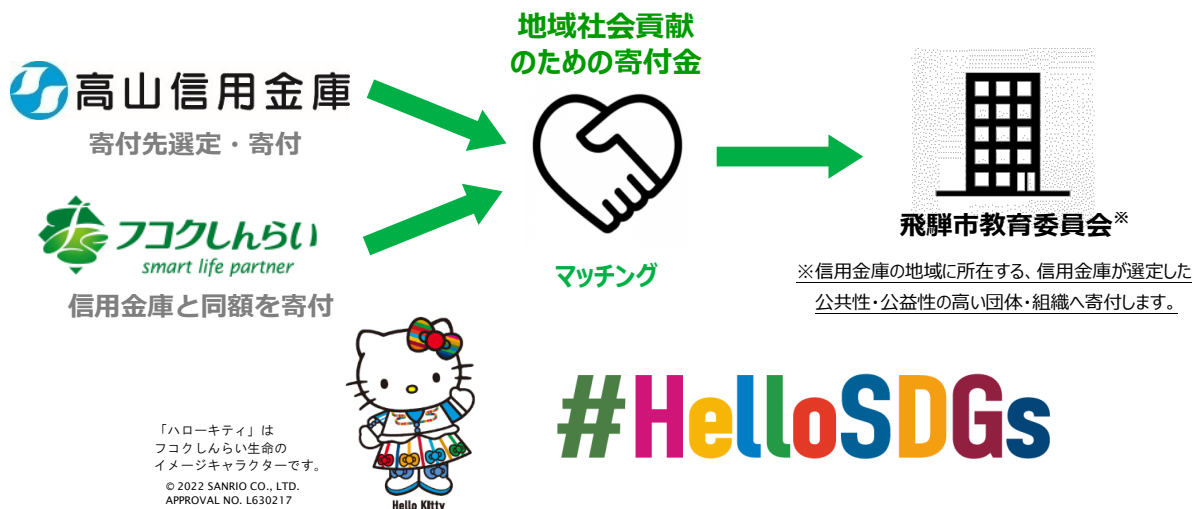 地域社会貢献
のための寄付金
高山信用金庫
寄付先選定・寄付
フコクしんらい
smart life partner
信用金庫と同額を寄付
マッチング
飛騨市教育委員会※
※信用金庫の地域に所在する、信用金庫が選定した
公共性・公益性の高い団体・組織へ寄付します。
#HelloSDGs
「ハローキティ」は
フコクしんらい生命の
イメージキャラクターです。
© 2022 SANRIO CO., LTD.
APPROVAL NO. L630217
Hello Kitty